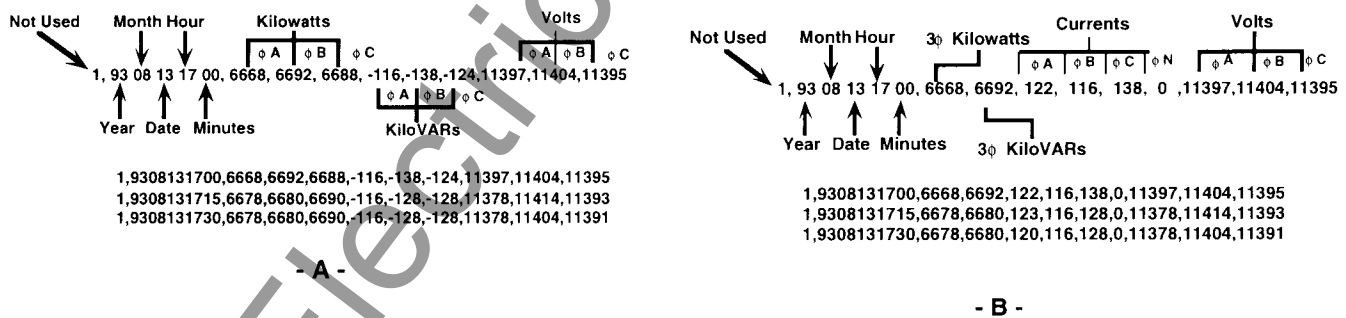 Not Used
Month Hour
Kilowatts
Volts
ϕ A ϕ B ϕ C
ϕ A ϕ B ϕ C
1, 93 08 13 17 00, 6668, 6692, 6688, -116,-138,-124,11397,11404,11395
ϕ A ϕ B ϕ C
Year Date Minutes
KiloVARs
1,9308131700,6668,6692,6688,-116,-138,-124,11397,11404,11395
1,9308131715,6678,6680,6690,-116,-128,-128,11378,11414,11393
1,9308131730,6678,6680,6690,-116,-128,-128,11378,11404,11391
- A -
Not Used
Month Hour
3ϕ Kilowatts
Currents
Volts
ϕ A ϕ B ϕ C ϕ N
ϕ A ϕ B ϕ C
1, 93 08 13 17 00, 6668, 6692, 122, 116, 138, 0 ,11397,11404,11395
Year Date Minutes
3ϕ KiloVARs
1,9308131700,6668,6692,122,116,138,0,11397,11404,11395
1,9308131715,6678,6680,123,116,128,0,11378,11414,11393
1,9308131730,6678,6680,120,116,128,0,11378,11404,11391
- B -